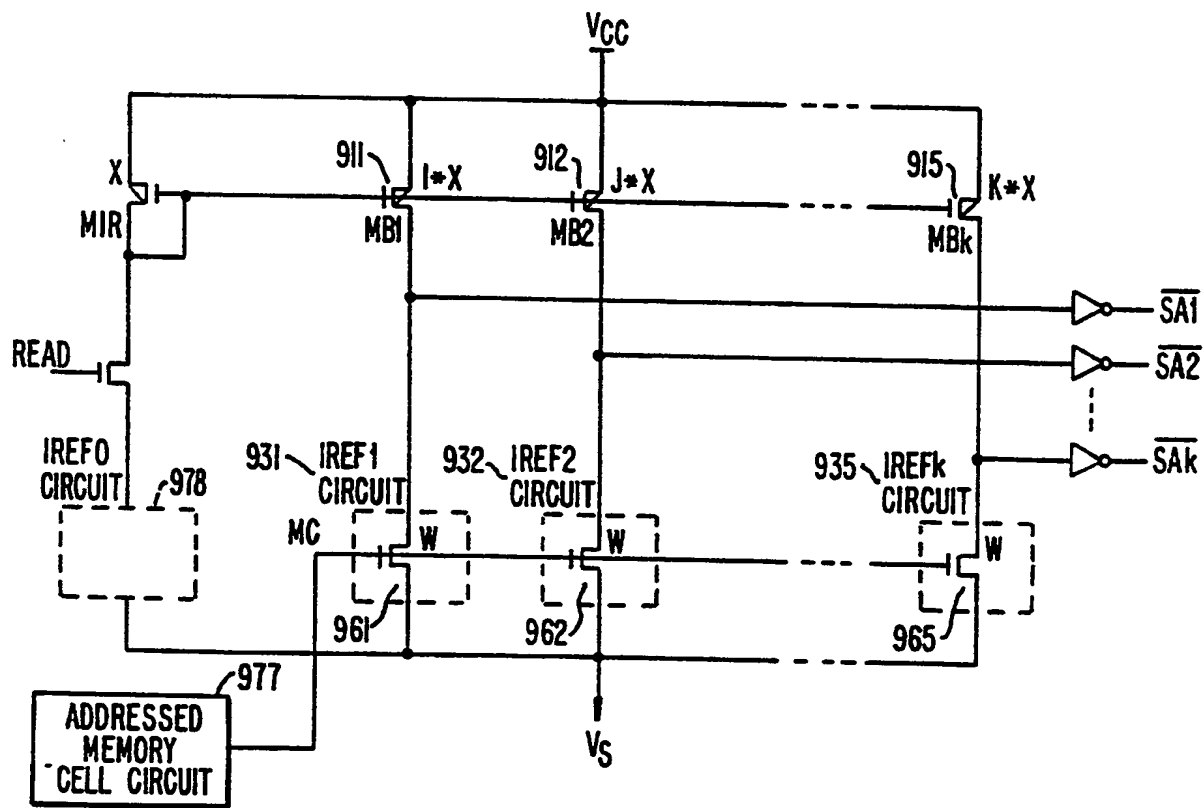 VCC
X
MIR
911
I*X
MB1
912
J*X
MB2
915
K*X
MBk
SA1
SA2
SAk
READ
IREF0
CIRCUIT
978
931
IREF1
CIRCUIT
932
IREF2
CIRCUIT
935
IREFk
CIRCUIT
MC
W
W
W
961
962
965
977
ADDRESSED
MEMORY
CELL CIRCUIT
VS